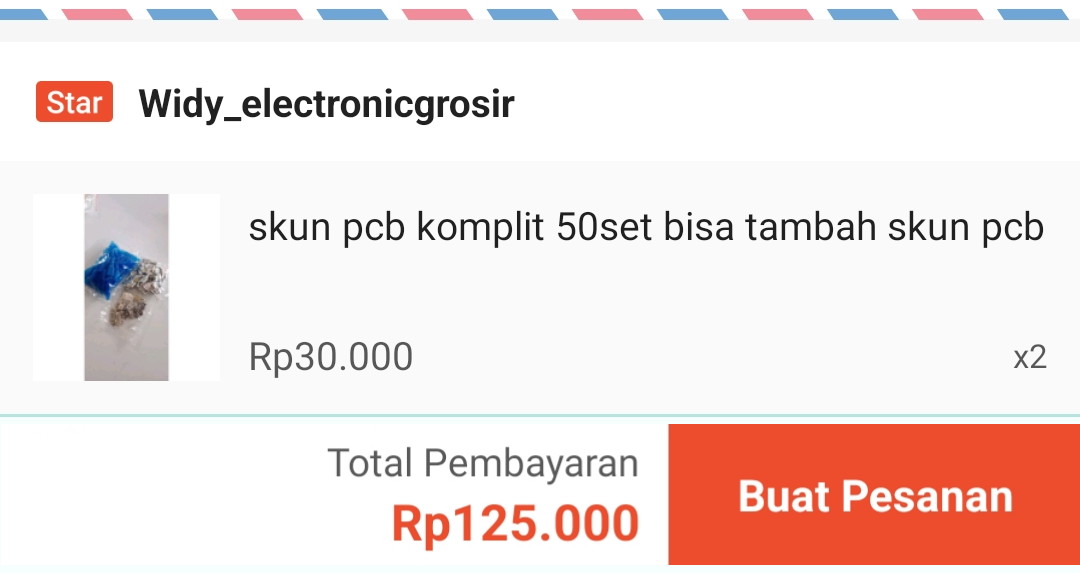 Star Widy_electronicgrosir
skun pcb komplit 50set bisa tambah skun pcb
Rp30.000 x2
Total Pembayaran
Rp125.000
Buat Pesanan